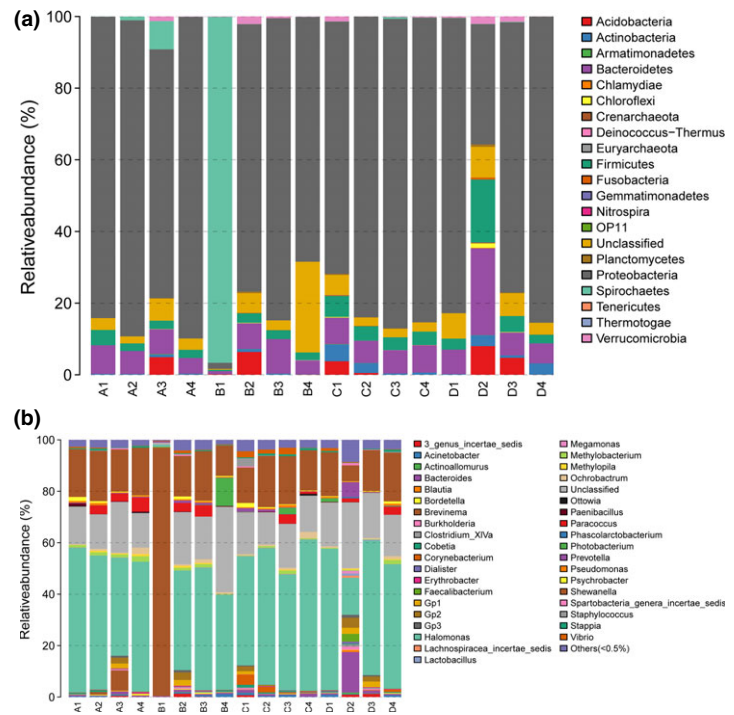 (a)
Relativeabundance (%)
100
80
60
40
20
0
A1 A2 A3 A4 B1 B2 B3 B4 C1 C2 C3 C4 D1 D2 D3 D4
Acidobacteria
Actinobacteria
Armatimonadetes
Bacteroidetes
Chlamydiae
Chloroflexi
Crenarchaeota
Deinococcus−Thermus
Euryarchaeota
Firmicutes
Fusobacteria
Gemmatimonadetes
Nitrospira
OP11
Unclassified
Planctomycetes
Proteobacteria
Spirochaetes
Tenericutes
Thermotogae
Verrucomicrobia
(b)
Relativeabundance (%)
100
80
60
40
20
0
A1 A2 A3 A4 B1 B2 B3 B4 C1 C2 C3 C4 D1 D2 D3 D4
3_genus_incertae_sedis
Acinetobacter
Actinoallomurus
Bacteroides
Blautia
Bordetella
Brevinema
Burkholderia
Clostridium_XlVa
Cobetia
Corynebacterium
Dialister
Erythrobacter
Faecalibacterium
Gp1
Gp2
Gp3
Halomonas
Lachnospiracea_incertae_sedis
Lactobacillus
Megamonas
Methylobacterium
Methylopila
Ochrobactrum
Unclassified
Ottowia
Paenibacillus
Paracoccus
Phascolarctobacterium
Photobacterium
Prevotella
Pseudomonas
Psychrobacter
Shewanella
Spartobacteria_genera_incertae_sedis
Staphylococcus
Stappia
Vibrio
Others(<0.5%)